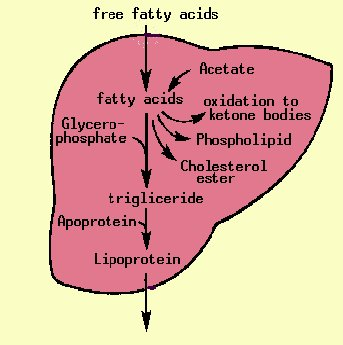 free fatty acids
Acetate
fatty acids
oxidation to
ketone bodies
Glycero-
phosphate
Phospholipid
Cholesterol
ester
trigliceride
Apoprotein
Lipoprotein